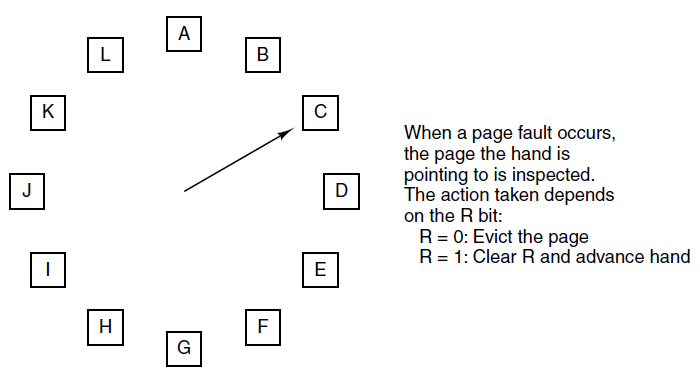 A
L
B
K
C
J
D
I
E
H
F
G
When a page fault occurs,
the page the hand is
pointing to is inspected.
The action taken depends
on the R bit:
R = 0: Evict the page
R = 1: Clear R and advance hand